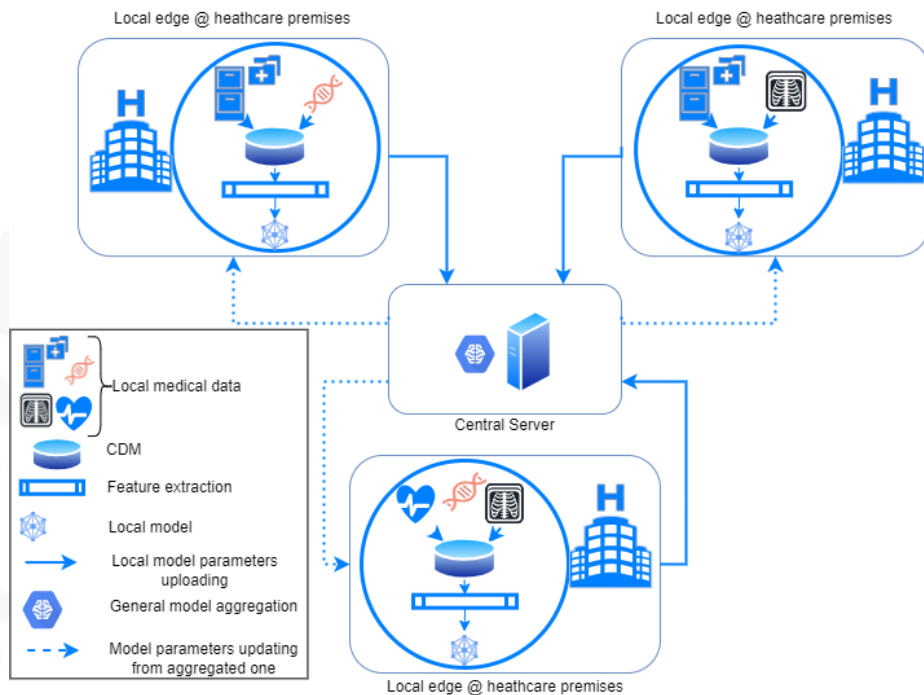 Local edge @ heathcare premises
Local edge @ heathcare premises
H
H
Central Server
Local medical data
CDM
Feature extraction
Local model
Local model parameters
uploading
General model aggregation
Model parameters updating
from aggregated one
H
Local edge @ heathcare premises